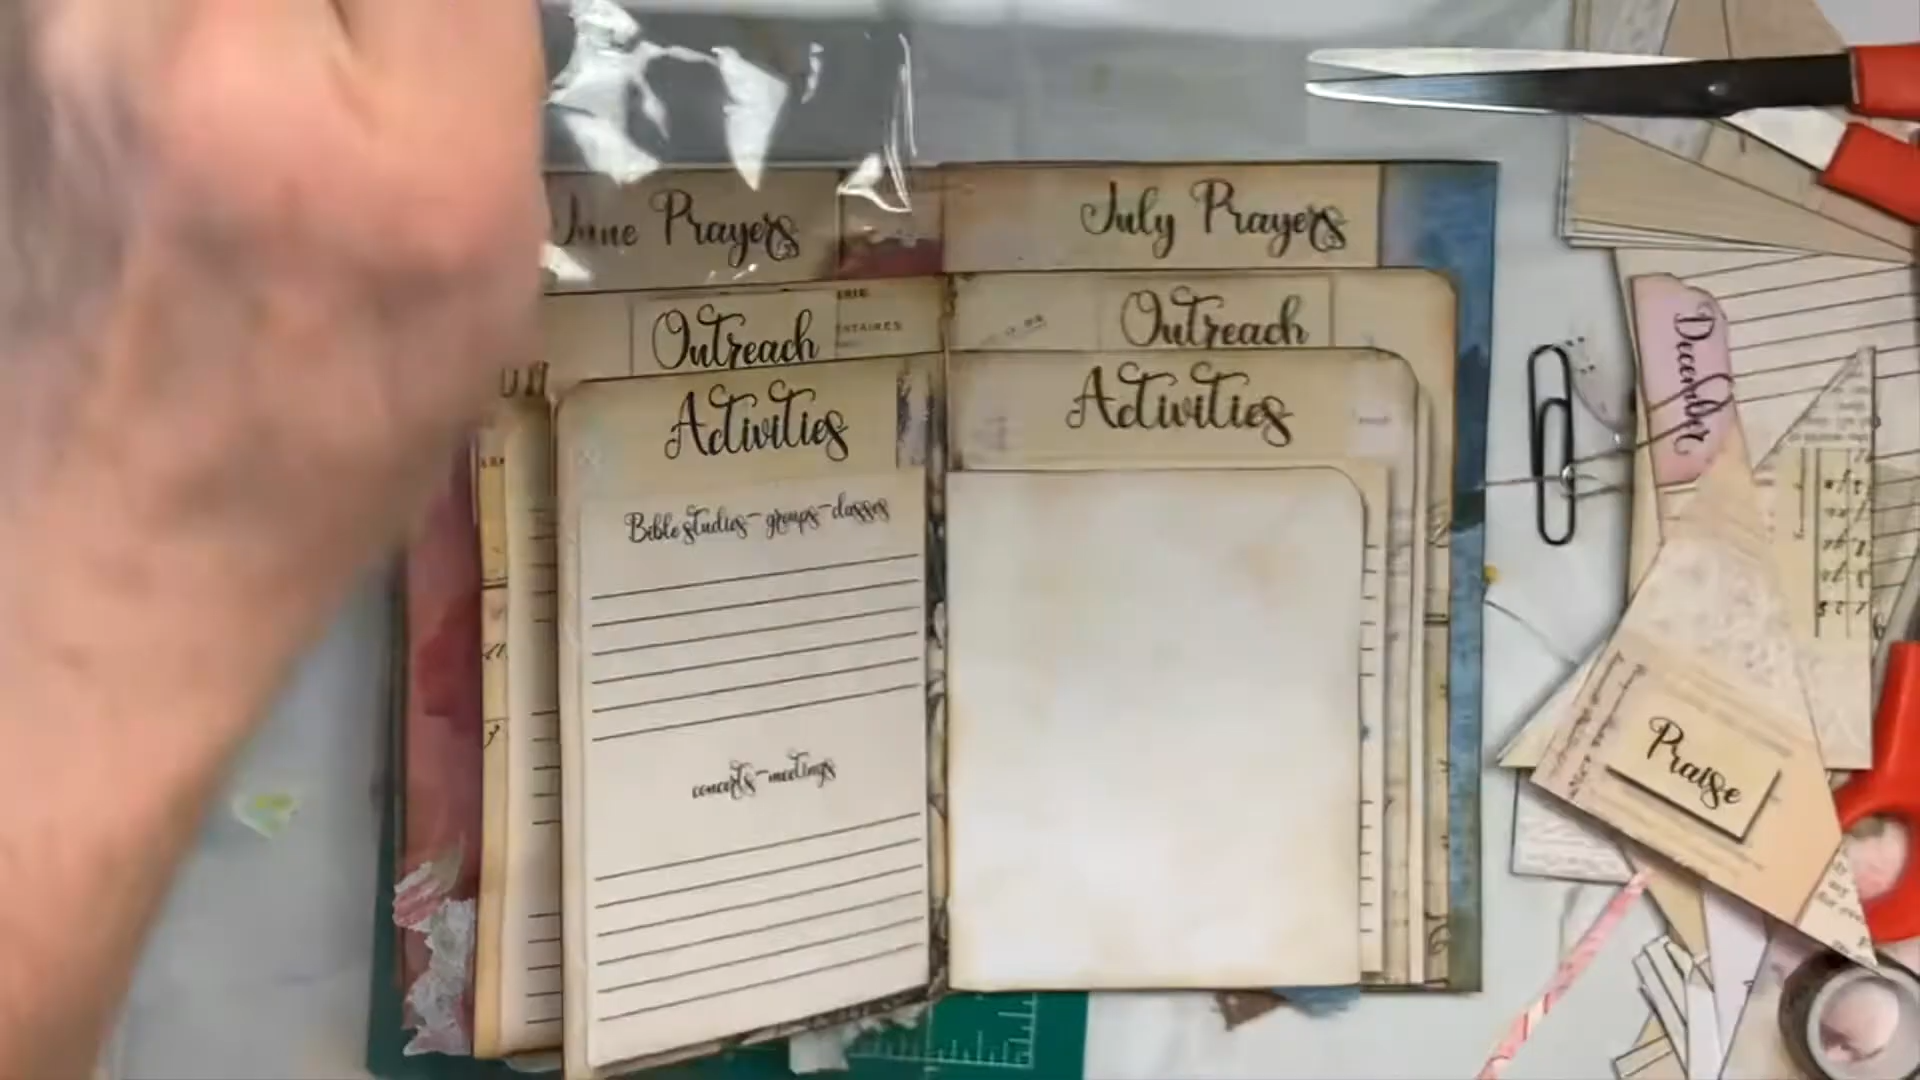 June Prayers
July Prayers
Outreach
Outreach
Activities
Activities
Bible studies - groups - classes
concerts - meetings
December
Praise